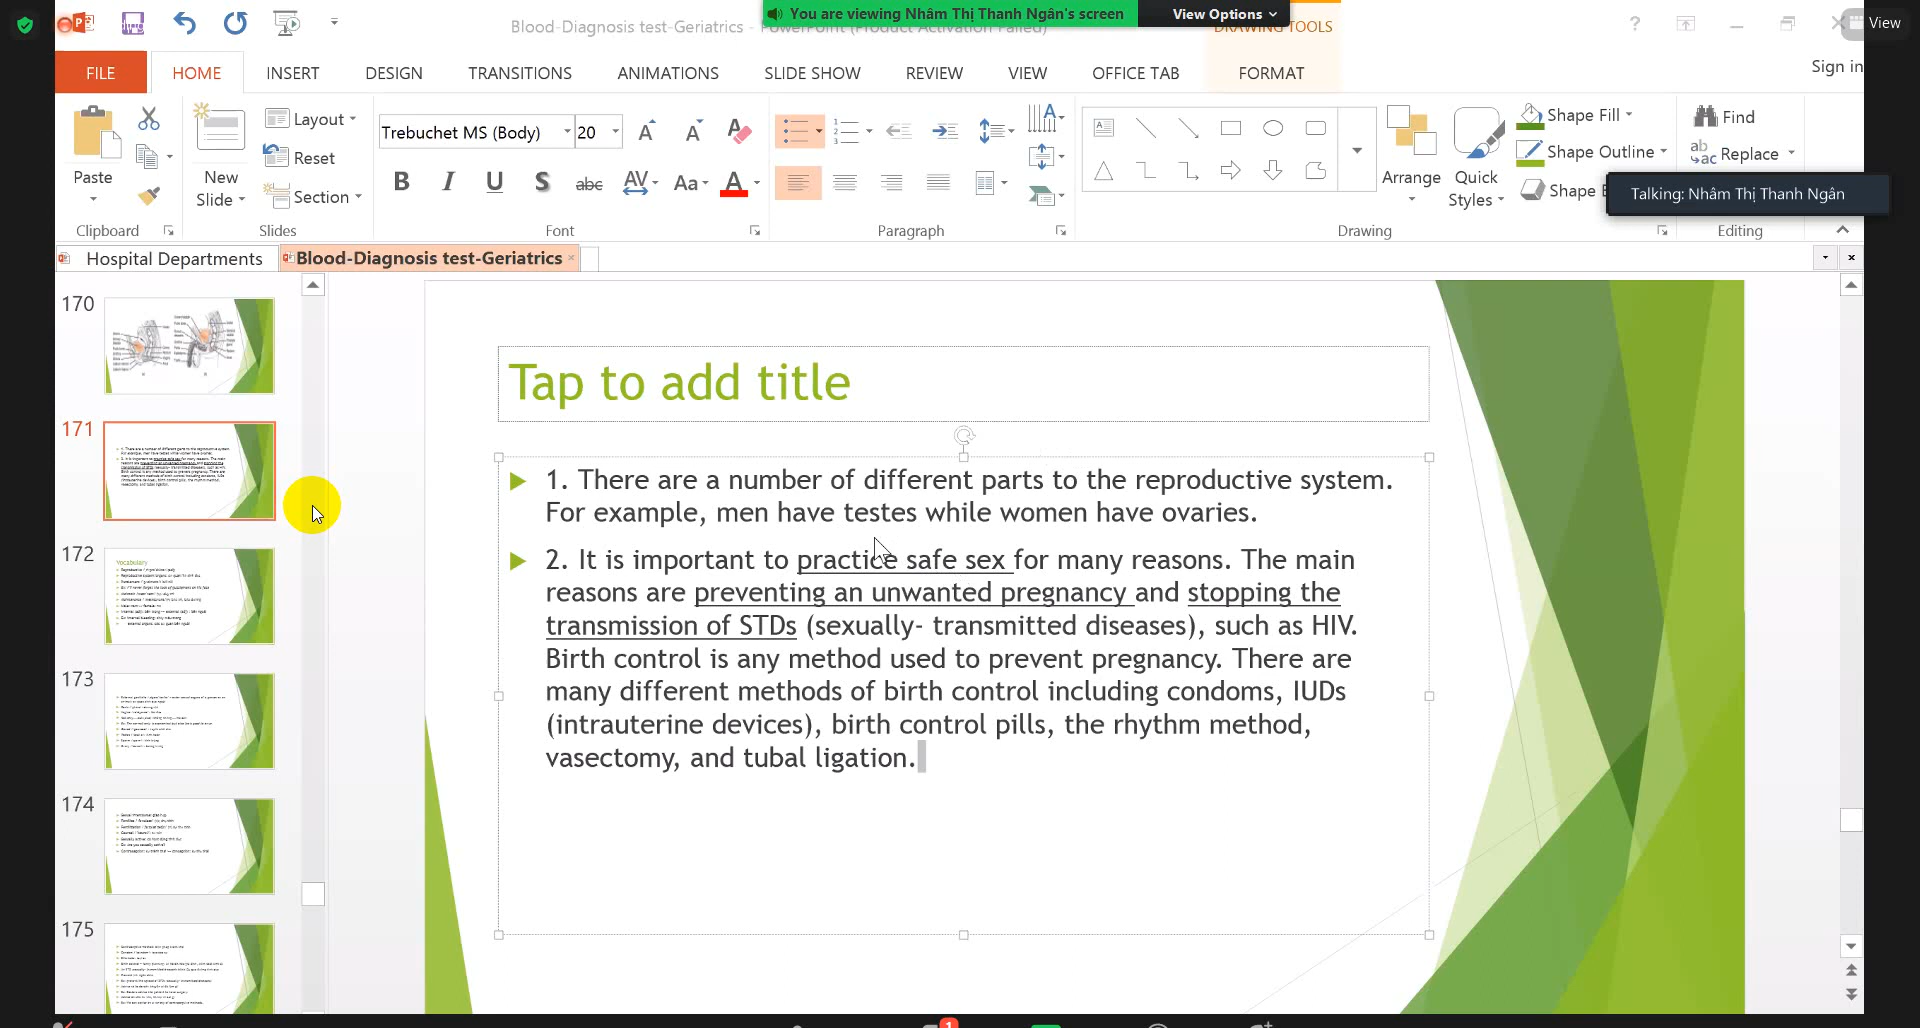 You are viewing Nhâm Thị Thanh Ngân's screen
View Options
View
Blood-Diagnosis test-Geriatrics - PowerPoint (Product Activation Failed)
DRAWING TOOLS
FILE
HOME
INSERT
DESIGN
TRANSITIONS
ANIMATIONS
SLIDE SHOW
REVIEW
VIEW
OFFICE TAB
FORMAT
Sign in
Paste
New
Slide
Layout
Reset
Section
Trebuchet MS (Body)
20
Arrange
Quick
Styles
Shape Fill
Shape Outline
Find
Replace
Talking: Nhâm Thị Thanh Ngân
Clipboard
Slides
Font
Paragraph
Drawing
Editing
Hospital Departments
Blood-Diagnosis test-Geriatrics
170
171
172
Vocabulary
173
174
175
Tap to add title
1. There are a number of different parts to the reproductive system.
For example, men have testes while women have ovaries.
2. It is important to practice safe sex for many reasons. The main
reasons are preventing an unwanted pregnancy and stopping the
transmission of STDs (sexually- transmitted diseases), such as HIV.
Birth control is any method used to prevent pregnancy. There are
many different methods of birth control including condoms, IUDs
(intrauterine devices), birth control pills, the rhythm method,
vasectomy, and tubal ligation.
1